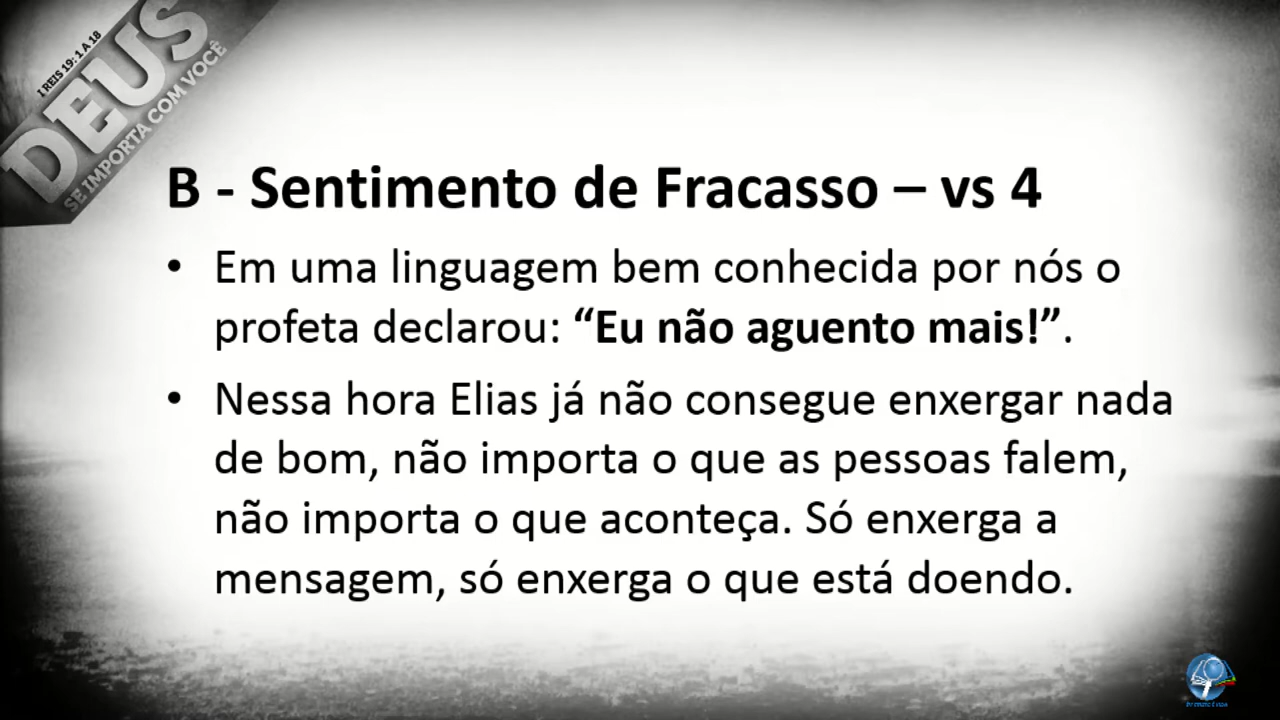 I REIS 19: 1 A 18
DEUS
SE IMPORTA COM VOCÊ
B - Sentimento de Fracasso – vs 4
• Em uma linguagem bem conhecida por nós o
profeta declarou: “Eu não aguento mais!”.
• Nessa hora Elias já não consegue enxergar nada
de bom, não importa o que as pessoas falem,
não importa o que aconteça. Só enxerga a
mensagem, só enxerga o que está doendo.